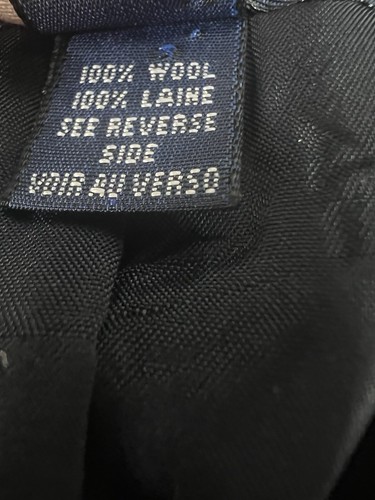 100% WOOL
100% LAINE
SEE REVERSE
SIDE
VOIR AU VERSO